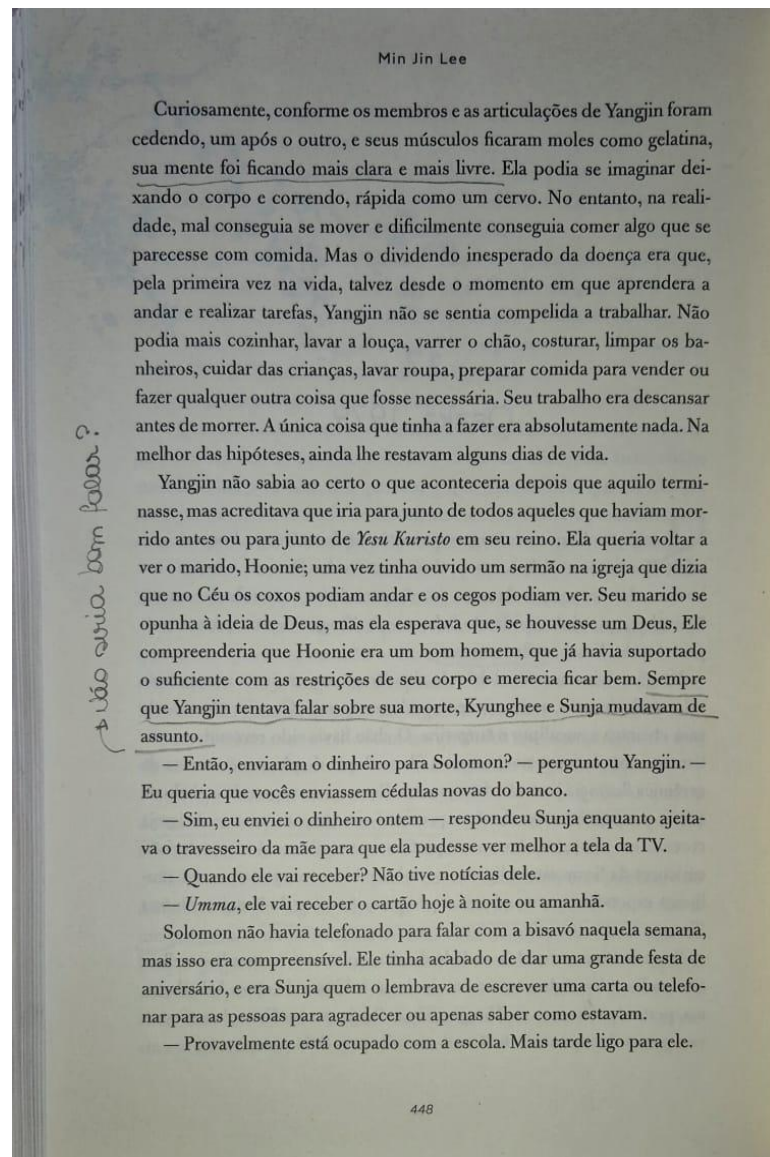 Min Jin Lee
Curiosamente, conforme os membros e as articulações de Yangjin foram
cedendo, um após o outro, e seus músculos ficaram moles como gelatina,
sua mente foi ficando mais clara e mais livre. Ela podia se imaginar dei-
xando o corpo e correndo, rápida como um cervo. No entanto, na reali-
dade, mal conseguia se mover e dificilmente conseguia comer algo que se
parecesse com comida. Mas o dividendo inesperado da doença era que,
pela primeira vez na vida, talvez desde o momento em que aprendera a
andar e realizar tarefas, Yangjin não se sentia compelida a trabalhar. Não
podia mais cozinhar, lavar a louça, varrer o chão, costurar, limpar os ba-
nheiros, cuidar das crianças, lavar roupa, preparar comida para vender ou
fazer qualquer outra coisa que fosse necessária. Seu trabalho era descansar
antes de morrer. A única coisa que tinha a fazer era absolutamente nada. Na
melhor das hipóteses, ainda lhe restavam alguns dias de vida.
Yangjin não sabia ao certo o que aconteceria depois que aquilo termi-
nasse, mas acreditava que iria para junto de todos aqueles que haviam mor-
rido antes ou para junto de Yesu Kuristo em seu reino. Ela queria voltar a
ver o marido, Hoonie; uma vez tinha ouvido um sermão na igreja que dizia
que no Céu os coxos podiam andar e os cegos podiam ver. Seu marido se
opunha à ideia de Deus, mas ela esperava que, se houvesse um Deus, Ele
compreenderia que Hoonie era um bom homem, que já havia suportado
o suficiente com as restrições de seu corpo e merecia ficar bem. Sempre
que Yangjin tentava falar sobre sua morte, Kyunghee e Sunja mudavam de
assunto.
Não seria bom falar?
— Então, enviaram o dinheiro para Solomon? — perguntou Yangjin. —
Eu queria que vocês enviassem cédulas novas do banco.
— Sim, eu enviei o dinheiro ontem — respondeu Sunja enquanto ajeita-
va o travesseiro da mãe para que ela pudesse ver melhor a tela da TV.
— Quando ele vai receber? Não tive notícias dele.
— Umma, ele vai receber o cartão hoje à noite ou amanhã.
Solomon não havia telefonado para falar com a bisavó naquela semana,
mas isso era compreensível. Ele tinha acabado de dar uma grande festa de
aniversário, e era Sunja quem o lembrava de escrever uma carta ou telefo-
nar para as pessoas para agradecer ou apenas saber como estavam.
— Provavelmente está ocupado com a escola. Mais tarde ligo para ele.
448